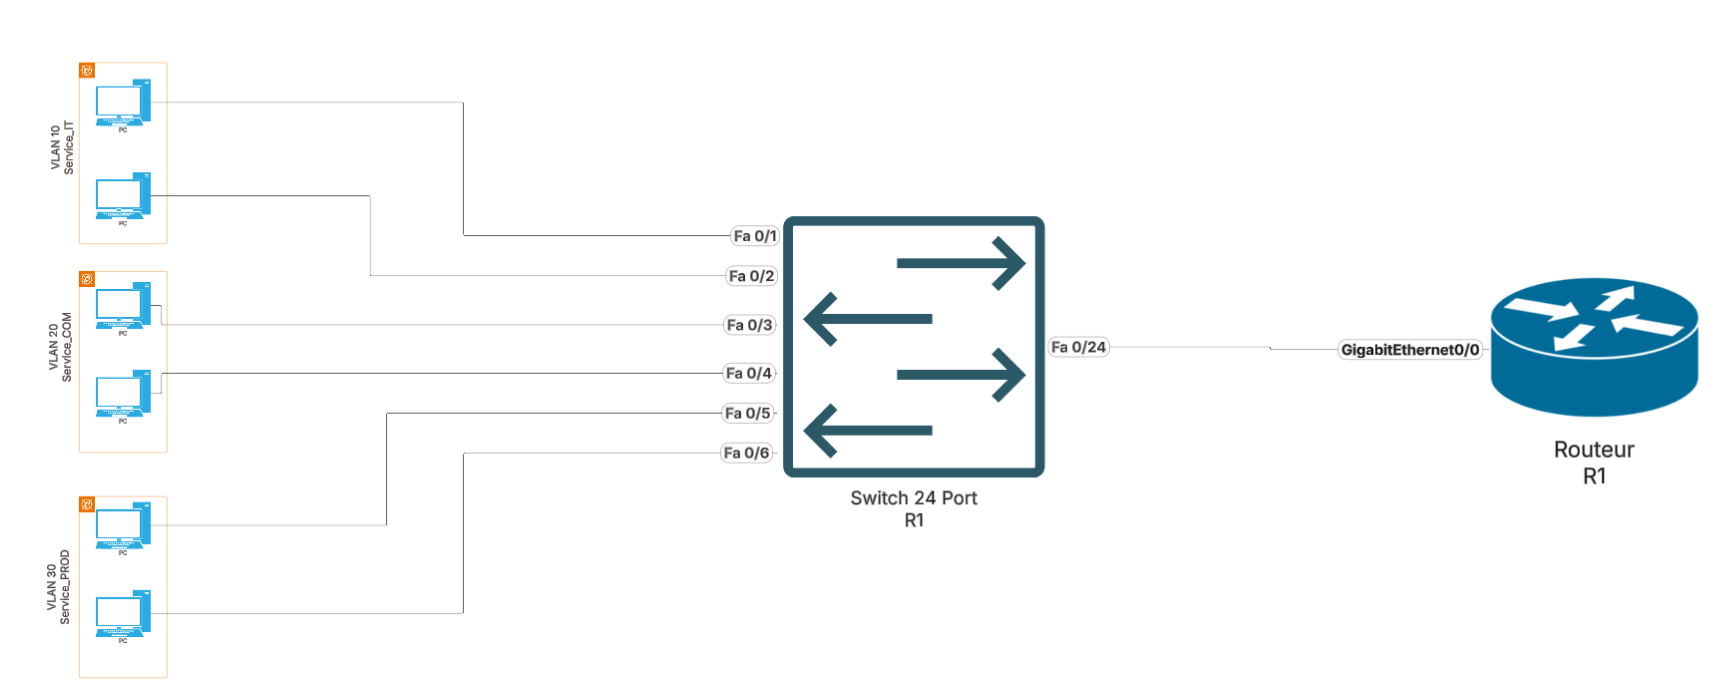 VLAN 10
Service_IT
PC
PC
VLAN 20
Service_COM
PC
PC
VLAN 30
Service_PROD
PC
PC
Fa 0/1
Fa 0/2
Fa 0/3
Fa 0/4
Fa 0/5
Fa 0/6
Switch 24 Port
R1
Fa 0/24
GigabitEthernet0/0
Routeur
R1